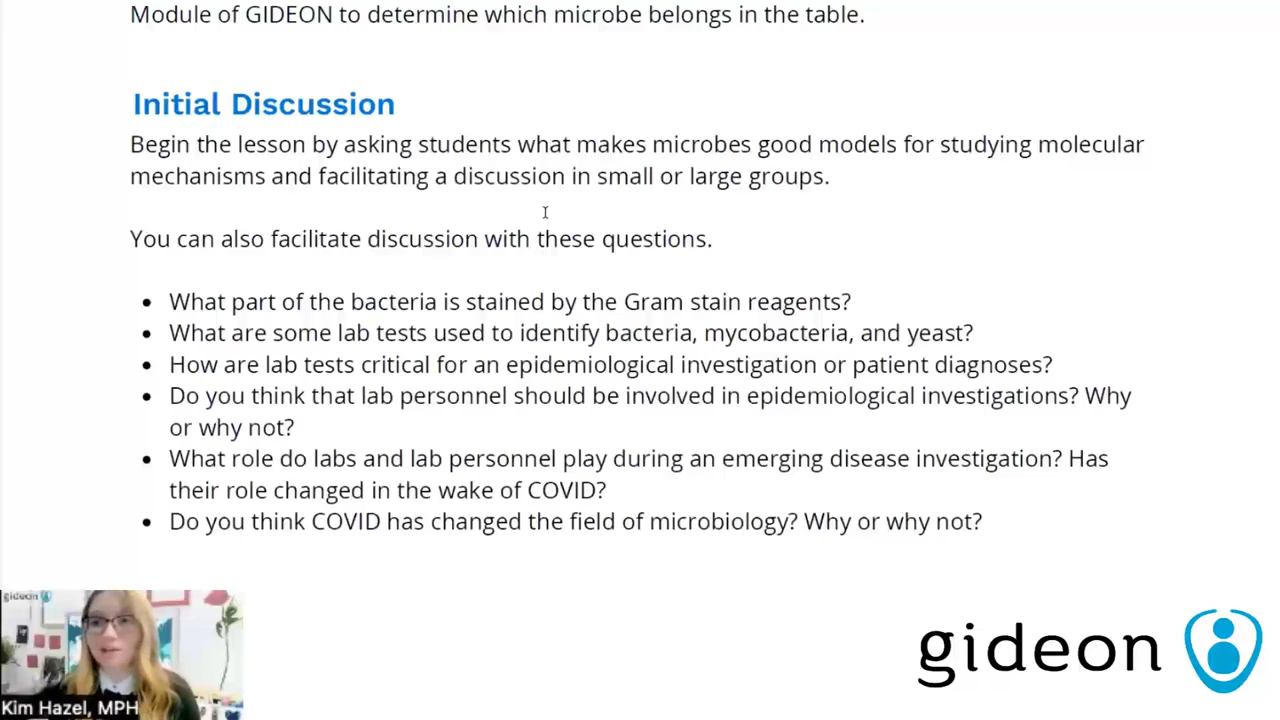 Module of GIDEON to determine which microbe belongs in the table.
Initial Discussion
Begin the lesson by asking students what makes microbes good models for studying molecular
mechanisms and facilitating a discussion in small or large groups.
You can also facilitate discussion with these questions.
• What part of the bacteria is stained by the Gram stain reagents?
• What are some lab tests used to identify bacteria, mycobacteria, and yeast?
• How are lab tests critical for an epidemiological investigation or patient diagnoses?
• Do you think that lab personnel should be involved in epidemiological investigations? Why
or why not?
• What role do labs and lab personnel play during an emerging disease investigation? Has
their role changed in the wake of COVID?
• Do you think COVID has changed the field of microbiology? Why or why not?
gideon
Kim Hazel, MPH
gideon